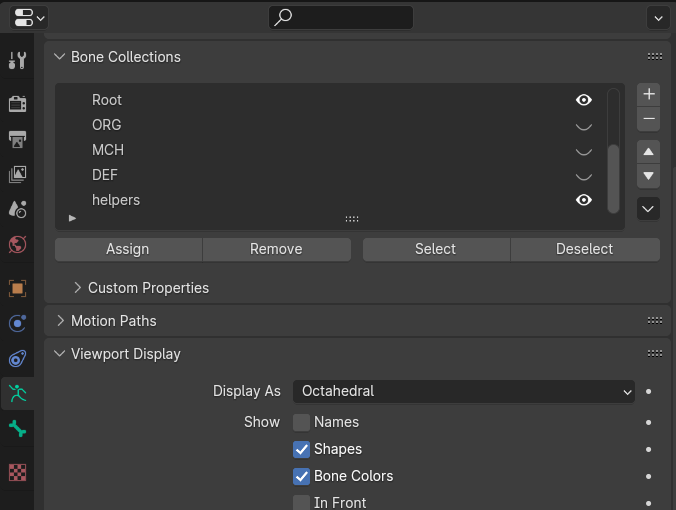 Bone Collections
Root
ORG
MCH
DEF
helpers
Assign Remove Select Deselect
Custom Properties
Motion Paths
Viewport Display
Display As Octahedral
Show Names
Shapes
Bone Colors
In Front